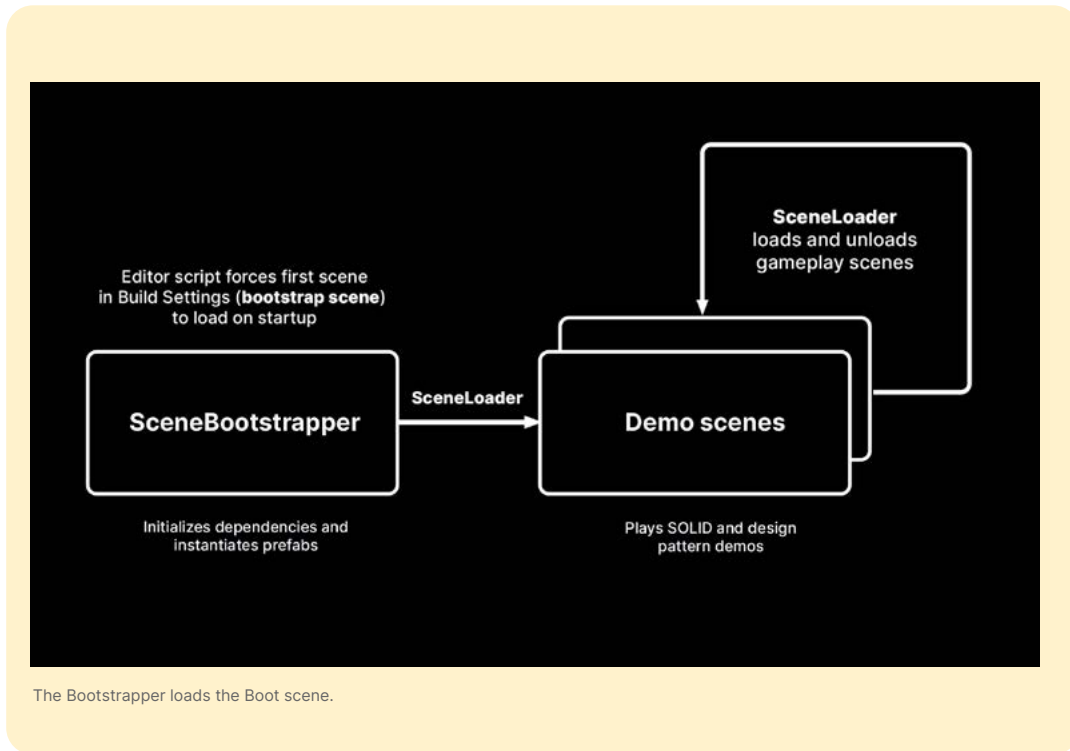 Editor script forces first scene
in Build Settings (bootstrap scene)
to load on startup
SceneBootstrapper
Initializes dependencies and
instantiates prefabs
SceneLoader
SceneLoader
loads and unloads
gameplay scenes
Demo scenes
Plays SOLID and design
pattern demos
The Bootstrapper loads the Boot scene.